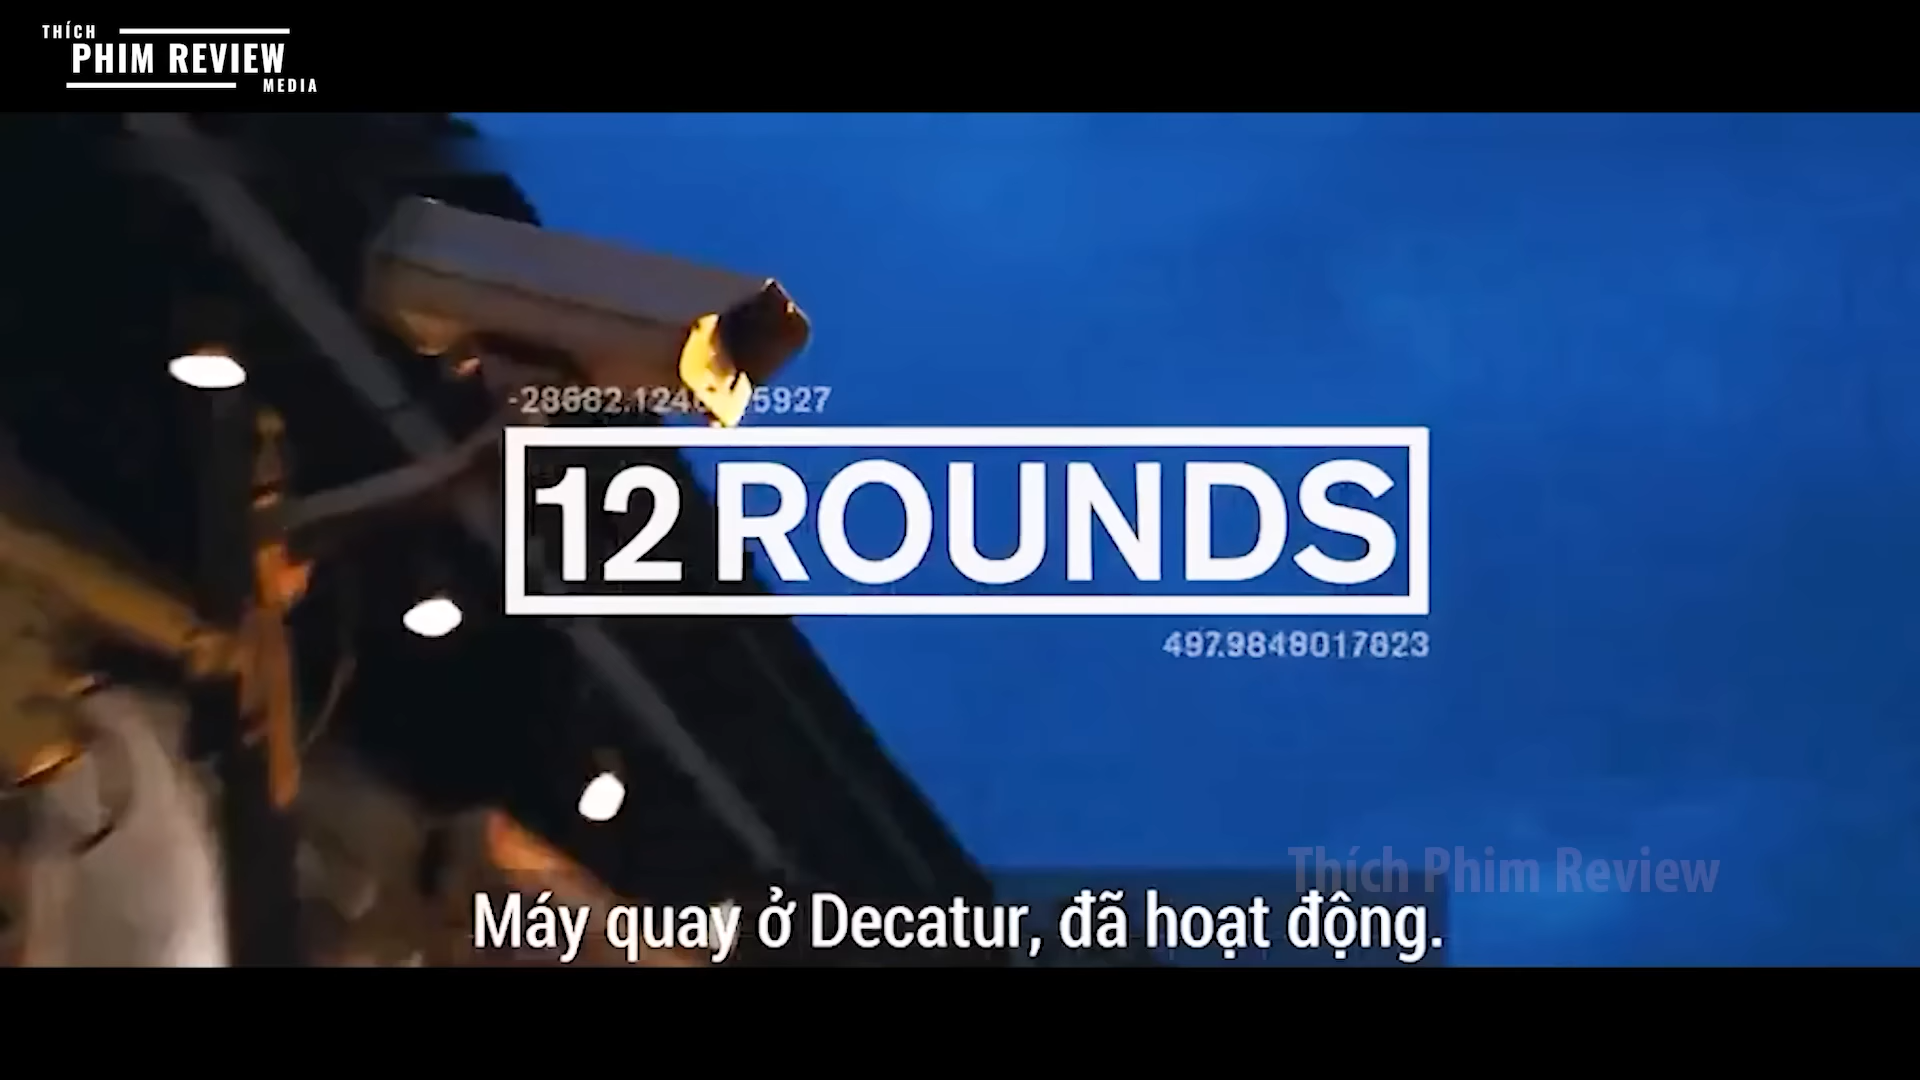 THÍCH
PHIM REVIEW
MEDIA
12 ROUNDS
497.9848017823
Thích Phim Review
Máy quay ở Decatur, đã hoạt động.